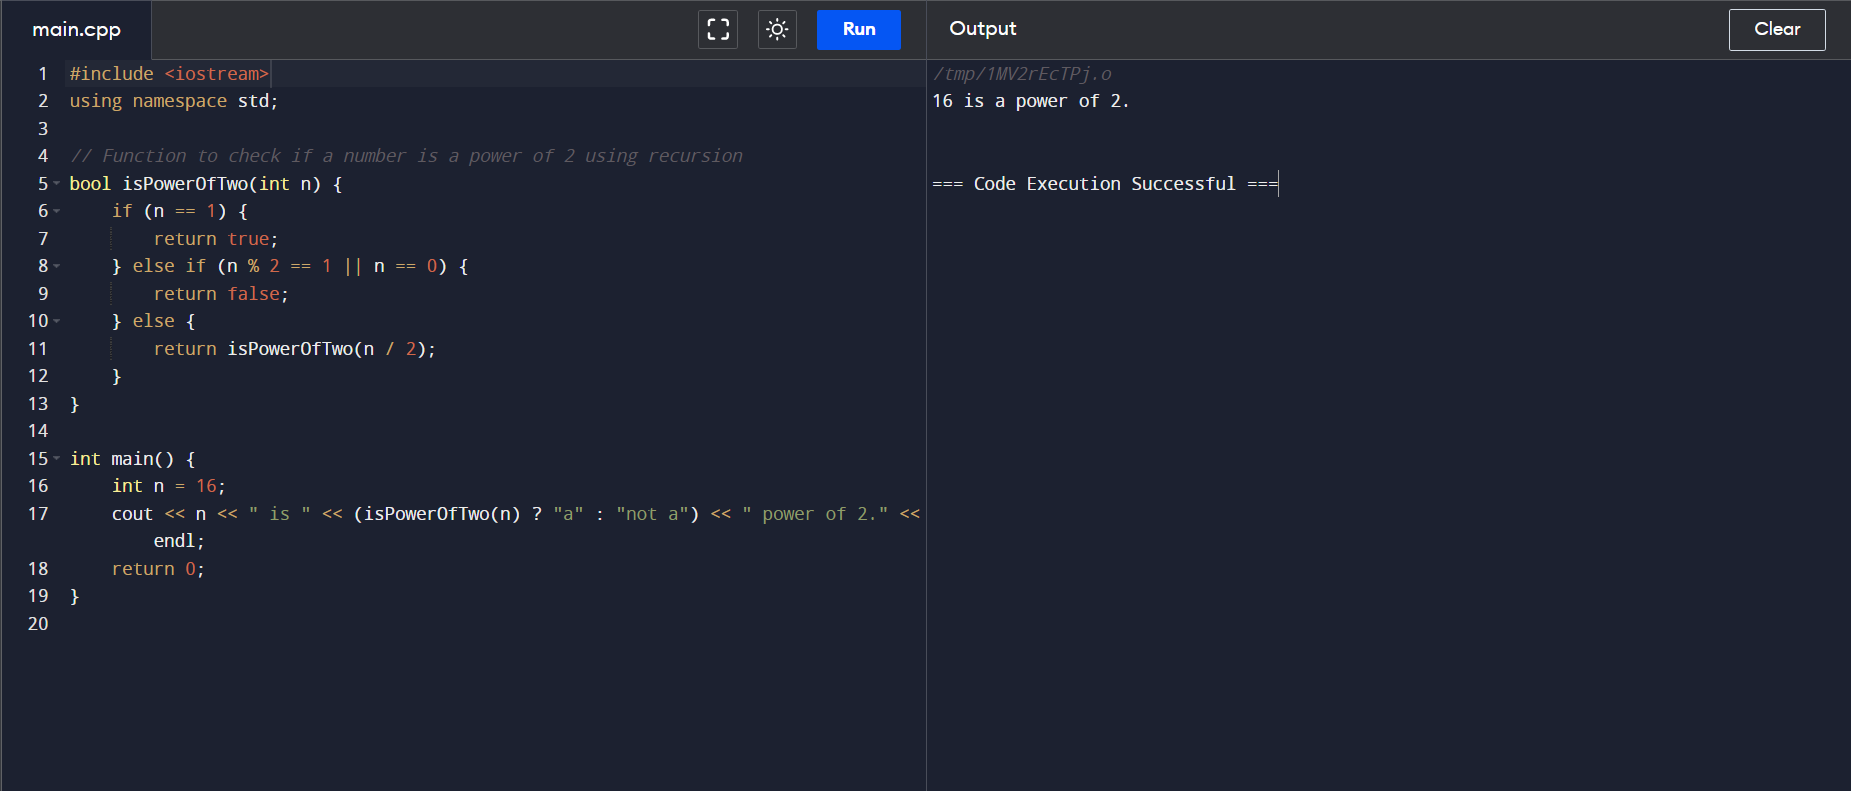 main.cpp
Run
Output
Clear
1 #include <iostream>
2 using namespace std;
3
4 // Function to check if a number is a power of 2 using recursion
5 bool isPowerOfTwo(int n) {
6     if (n == 1) {
7         return true;
8     } else if (n % 2 == 1 || n == 0) {
9         return false;
10     } else {
11         return isPowerOfTwo(n / 2);
12     }
13 }
14
15 int main() {
16     int n = 16;
17     cout << n << " is " << (isPowerOfTwo(n) ? "a" : "not a") << " power of 2." <<
endl;
18     return 0;
19 }
20
/tmp/1MV2rEcTPj.o
16 is a power of 2.
=== Code Execution Successful ===